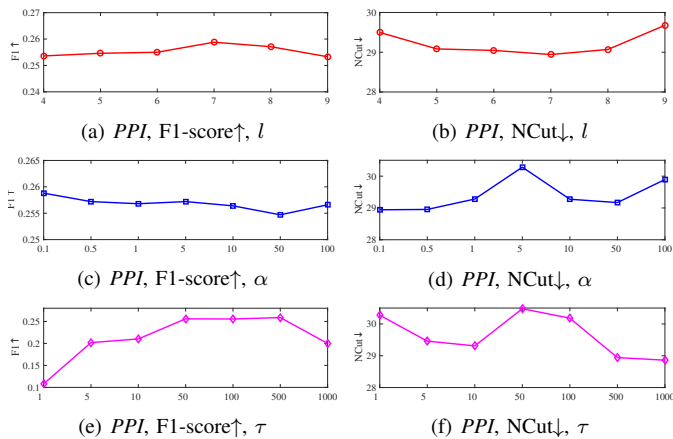 F1↑
0.27
0.26
0.25
0.24
4 5 6 7 8 9
(a) PPI, F1-score↑, l
NCut↓
30
29
28
4 5 6 7 8 9
(b) PPI, NCut↓, l
F1↑
0.265
0.26
0.255
0.25
0.1 0.5 1 5 10 50 100
(c) PPI, F1-score↑, α
NCut↓
30
29
28
0.1 0.5 1 5 10 50 100
(d) PPI, NCut↓, α
F1↑
0.25
0.2
0.15
0.1
1 5 10 50 100 500 1000
(e) PPI, F1-score↑, τ
NCut↓
30
29
28
1 5 10 50 100 500 1000
(f) PPI, NCut↓, τ